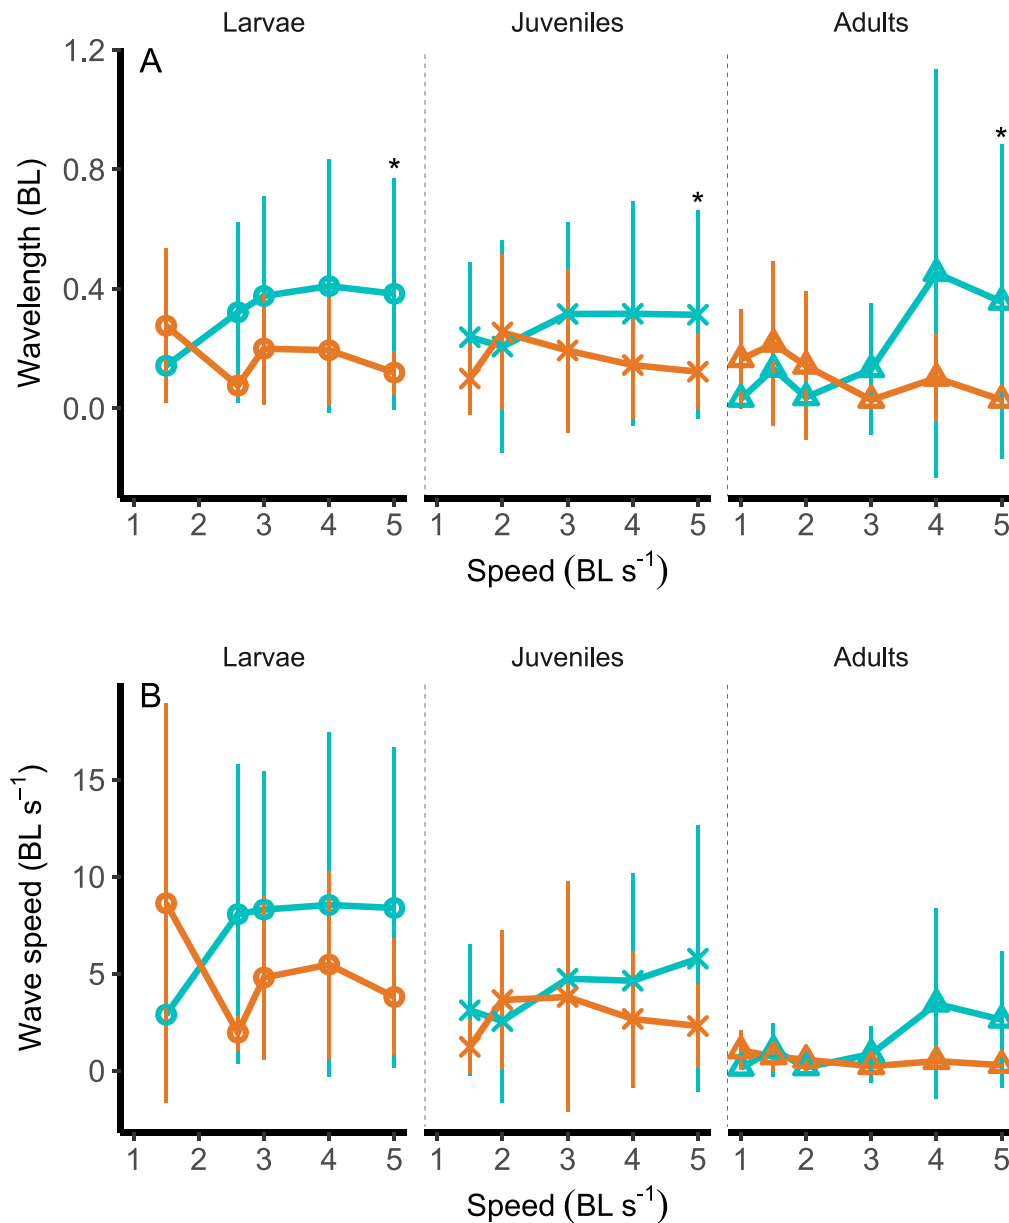 Larvae Juveniles Adults
A
1.2
0.8
0.4
0.0
Wavelength (BL)
* * *
1 2 3 4 5 1 2 3 4 5 1 2 3 4 5
Speed (BL s⁻¹)
Larvae Juveniles Adults
B
15
10
5
0
Wave speed (BL s⁻¹)
1 2 3 4 5 1 2 3 4 5 1 2 3 4 5
Speed (BL s⁻¹)